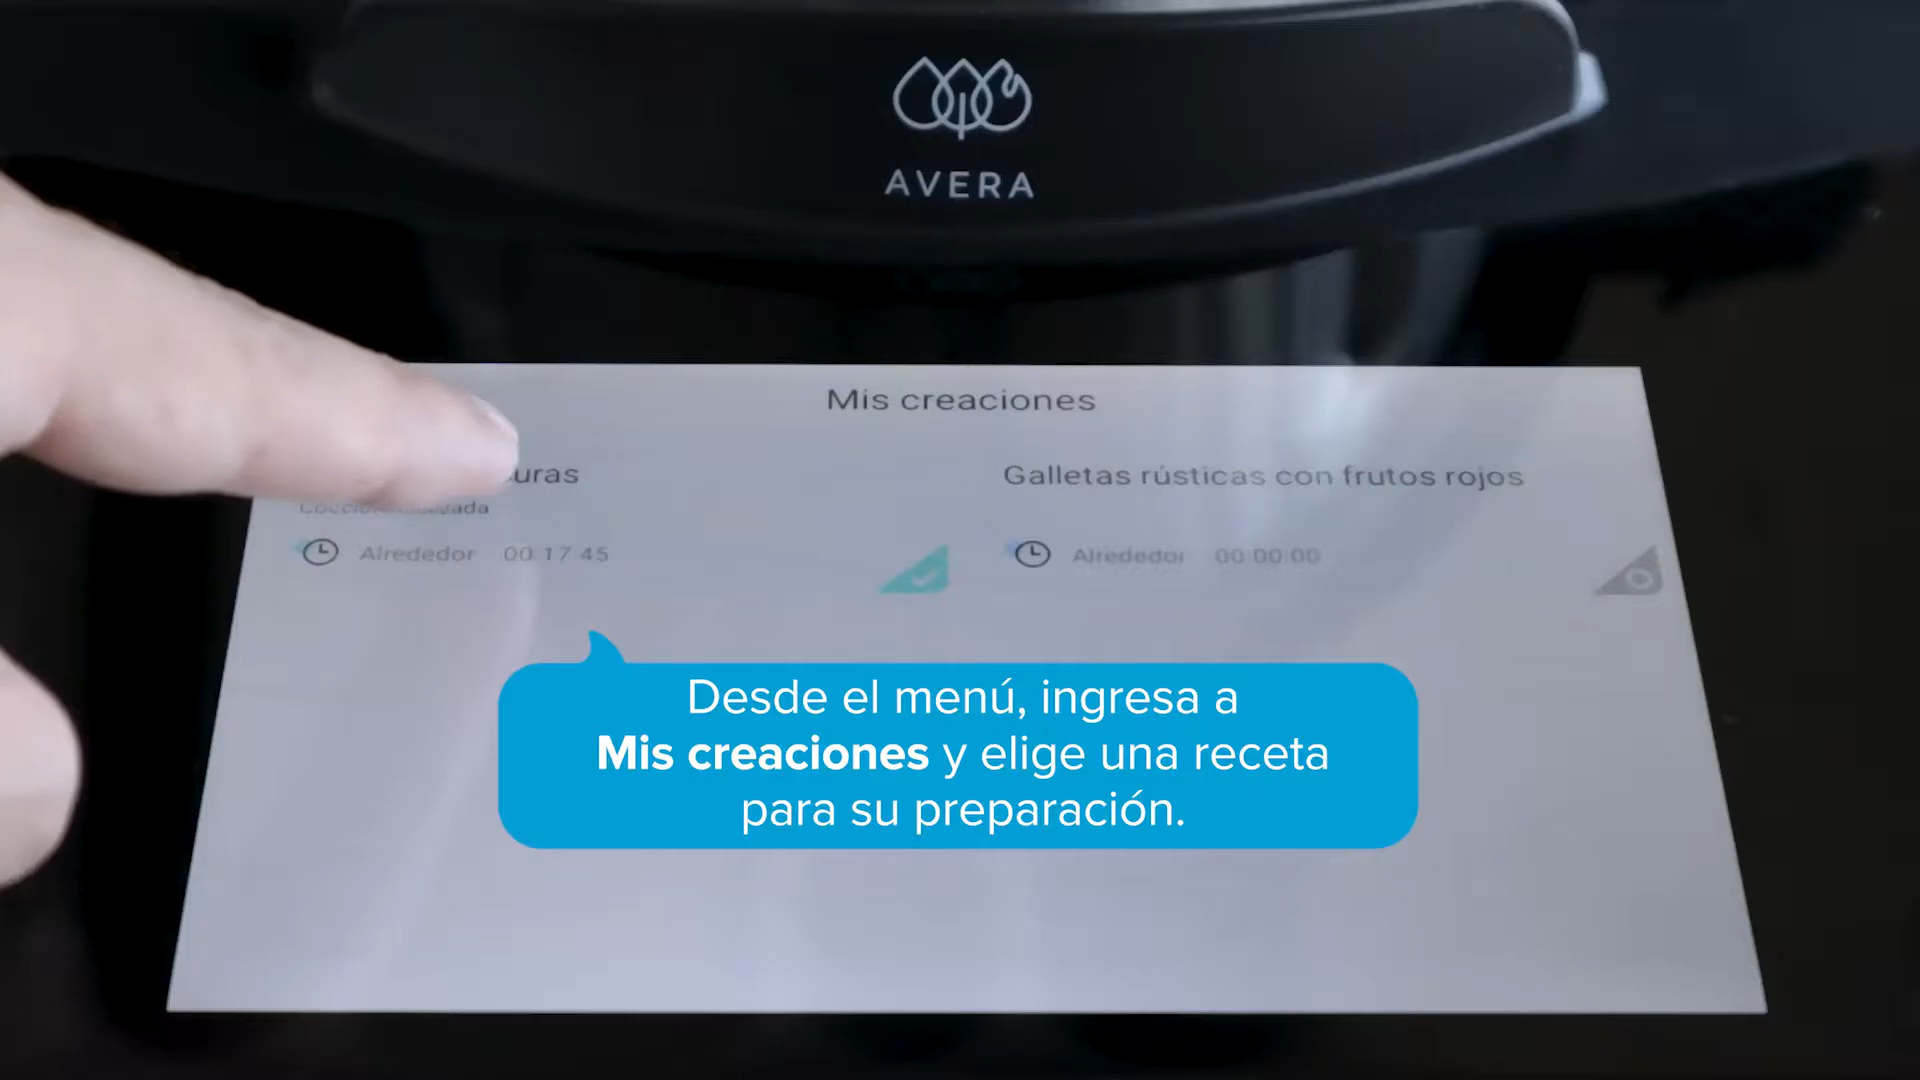 AVERA
Mis creaciones
Galletas rústicas con frutos rojos
Alrededor 00:17:45
Alrededor 00:00:00
Desde el menú, ingresa a
Mis creaciones y elige una receta
para su preparación.